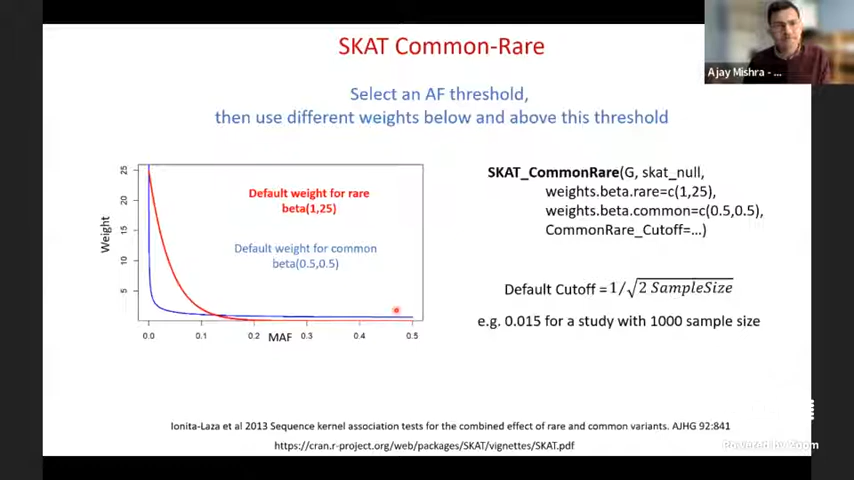 SKAT Common-Rare
Ajay Mishra - ...
Select an AF threshold,
then use different weights below and above this threshold
25
20
15
10
5
Weight
Default weight for rare
beta(1,25)
Default weight for common
beta(0.5,0.5)
0.0
0.1
0.2
0.3
0.4
0.5
MAF
SKAT_CommonRare(G, skat_null,
weights.beta.rare=c(1,25),
weights.beta.common=c(0.5,0.5),
CommonRare_Cutoff=...)
Default Cutoff = 1/√2 SampleSize
e.g. 0.015 for a study with 1000 sample size
Ionita-Laza et al 2013 Sequence kernel association tests for the combined effect of rare and common variants. AJHG 92:841
https://cran.r-project.org/web/packages/SKAT/vignettes/SKAT.pdf
Powered by Zoom